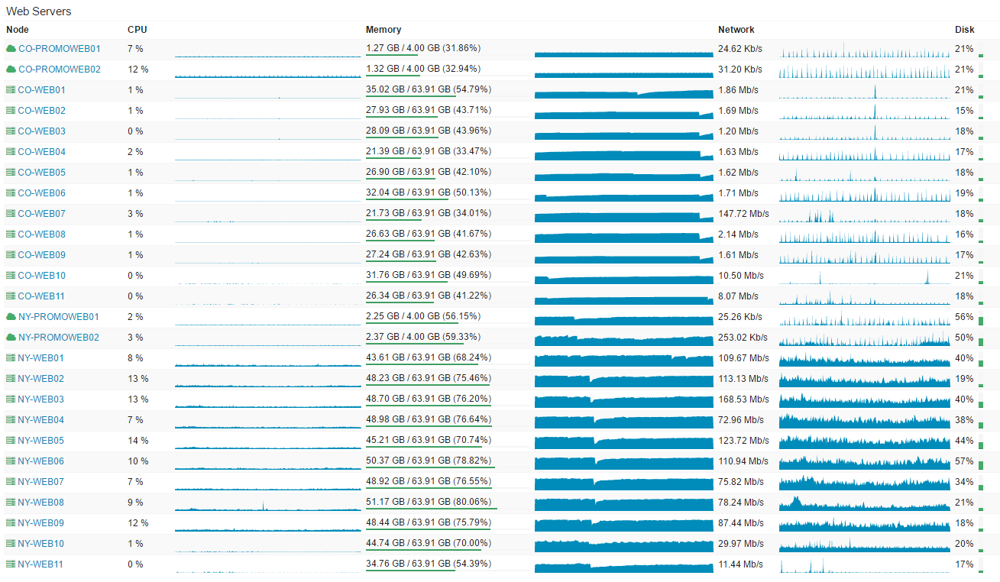 Web Servers
Node CPU Memory Network Disk
CO-PROMOWEB01 7 % 1.27 GB / 4.00 GB (31.86%) 24.62 Kb/s 21%
CO-PROMOWEB02 12 % 1.32 GB / 4.00 GB (32.94%) 31.20 Kb/s 21%
CO-WEB01 1 % 35.02 GB / 63.91 GB (54.79%) 1.86 Mb/s 21%
CO-WEB02 1 % 27.93 GB / 63.91 GB (43.71%) 1.69 Mb/s 15%
CO-WEB03 0 % 28.09 GB / 63.91 GB (43.96%) 1.20 Mb/s 18%
CO-WEB04 2 % 21.39 GB / 63.91 GB (33.47%) 1.63 Mb/s 17%
CO-WEB05 1 % 26.90 GB / 63.91 GB (42.10%) 1.62 Mb/s 18%
CO-WEB06 1 % 32.04 GB / 63.91 GB (50.13%) 1.71 Mb/s 19%
CO-WEB07 3 % 21.73 GB / 63.91 GB (34.01%) 147.72 Mb/s 18%
CO-WEB08 1 % 26.63 GB / 63.91 GB (41.67%) 2.14 Mb/s 16%
CO-WEB09 1 % 27.24 GB / 63.91 GB (42.63%) 1.61 Mb/s 17%
CO-WEB10 0 % 31.76 GB / 63.91 GB (49.69%) 10.50 Mb/s 21%
CO-WEB11 0 % 26.34 GB / 63.91 GB (41.22%) 8.07 Mb/s 18%
NY-PROMOWEB01 2 % 2.25 GB / 4.00 GB (56.15%) 25.26 Kb/s 56%
NY-PROMOWEB02 3 % 2.37 GB / 4.00 GB (59.33%) 253.02 Kb/s 50%
NY-WEB01 8 % 43.61 GB / 63.91 GB (68.24%) 109.67 Mb/s 40%
NY-WEB02 13 % 48.23 GB / 63.91 GB (75.46%) 113.13 Mb/s 19%
NY-WEB03 13 % 48.70 GB / 63.91 GB (76.20%) 168.53 Mb/s 40%
NY-WEB04 7 % 48.98 GB / 63.91 GB (76.64%) 72.96 Mb/s 38%
NY-WEB05 14 % 45.21 GB / 63.91 GB (70.74%) 123.72 Mb/s 44%
NY-WEB06 10 % 50.37 GB / 63.91 GB (78.82%) 110.94 Mb/s 57%
NY-WEB07 7 % 48.92 GB / 63.91 GB (76.55%) 75.82 Mb/s 34%
NY-WEB08 9 % 51.17 GB / 63.91 GB (80.06%) 78.24 Mb/s 21%
NY-WEB09 12 % 48.44 GB / 63.91 GB (75.79%) 87.44 Mb/s 18%
NY-WEB10 1 % 44.74 GB / 63.91 GB (70.00%) 29.97 Mb/s 20%
NY-WEB11 0 % 34.76 GB / 63.91 GB (54.39%) 11.44 Mb/s 17%